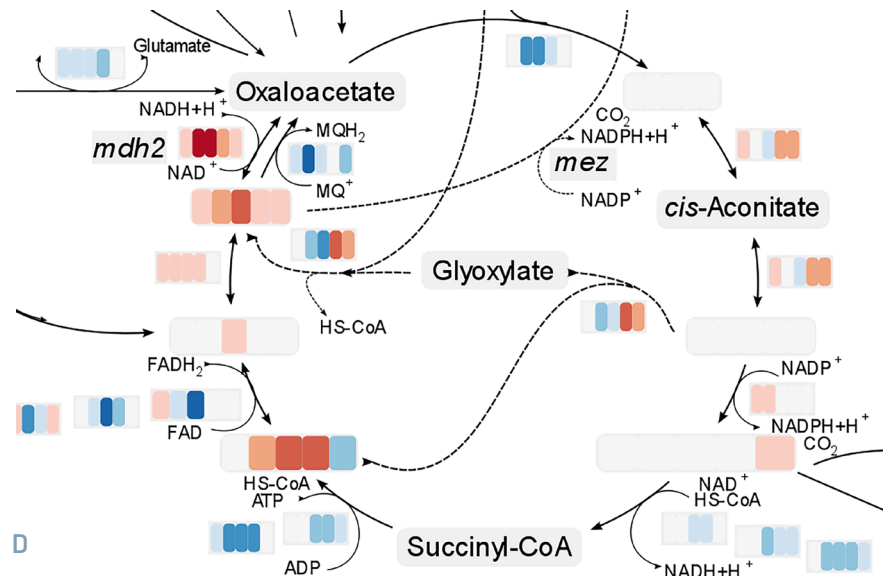 Glutamate
Oxaloacetate
NADH+H+
MQH2
mdh2
NAD+
MQ+
CO2
NADPH+H+
mez
NADP+
cis-Aconitate
Glyoxylate
HS-CoA
FADH2
FAD
NADP+
NADPH+H+
CO2
HS-CoA
ATP
NAD+
HS-CoA
Succinyl-CoA
ADP
NADH+H+
D